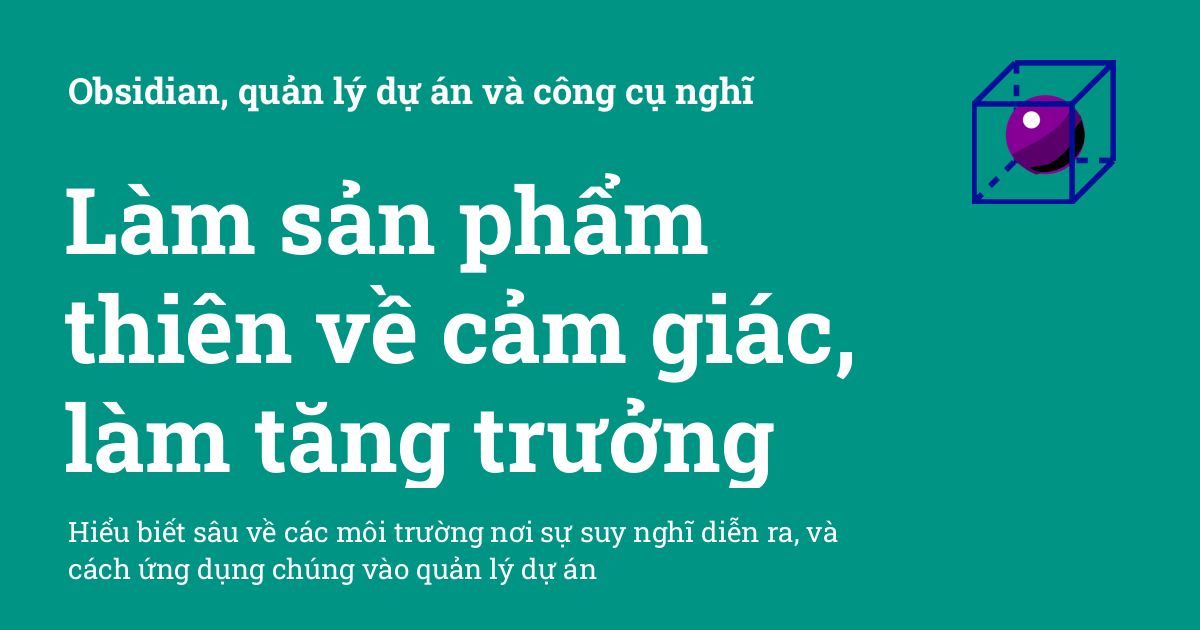 Obsidian, quản lý dự án và công cụ nghĩ
Làm sản phẩm
thiên về cảm giác,
làm tăng trưởng
Hiểu biết sâu về các môi trường nơi sự suy nghĩ diễn ra, và
cách ứng dụng chúng vào quản lý dự án